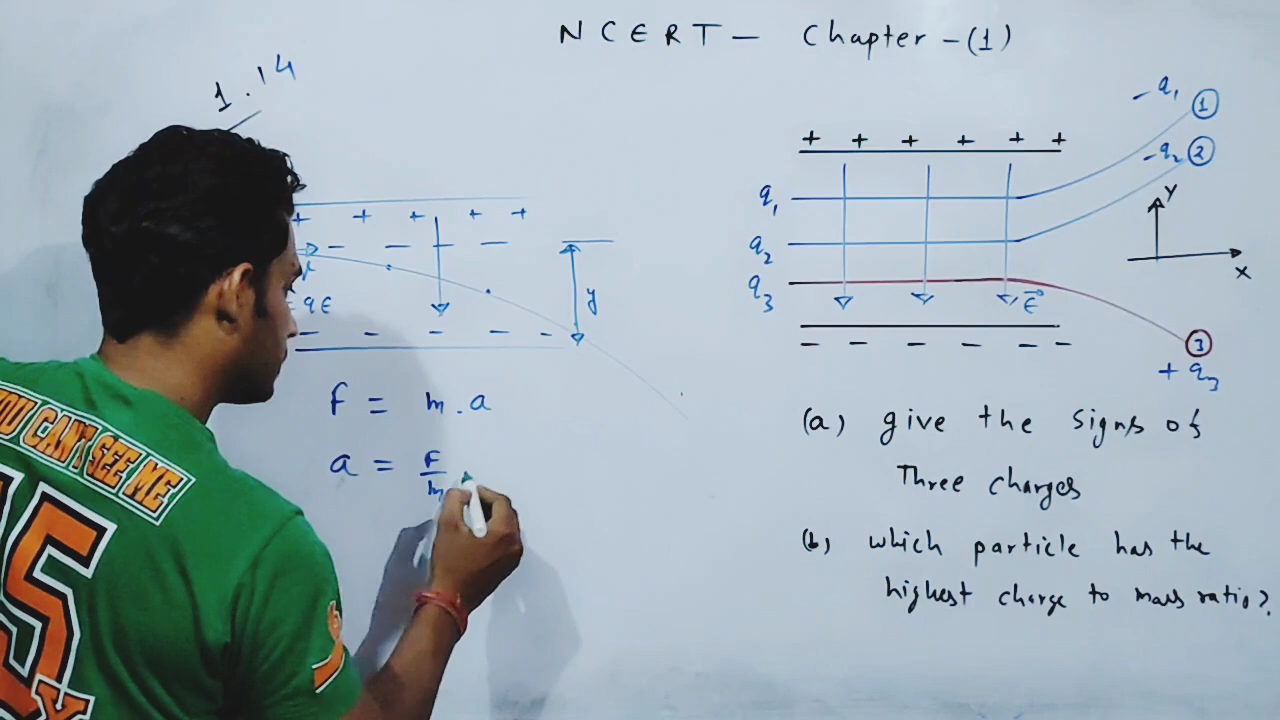 NCERT - Chapter - (1)
1.14
+ + + + +
- - - -
qE
y
- - - - - -
F = m.a
a = F/m
+ + + + + +
q1
q2
q3
E
- - - - - -
-q1 1
-q2 2
3
+q3
Y
X
(a) give the signs of
Three charges
(b) which particle has the
highest charge to mass ratio?
YOU CAN'T SEE ME
15